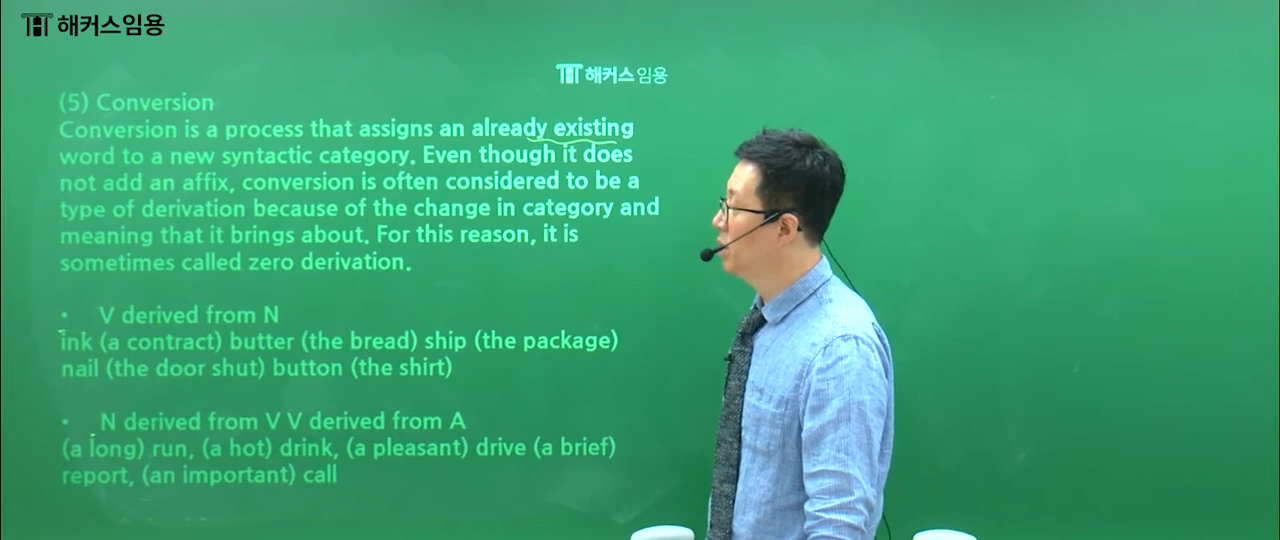 해커스임용
해커스임용
(5) Conversion
Conversion is a process that assigns an already existing
word to a new syntactic category. Even though it does
not add an affix, conversion is often considered to be a
type of derivation because of the change in category and
meaning that it brings about. For this reason, it is
sometimes called zero derivation.
• V derived from N
ink (a contract) butter (the bread) ship (the package)
nail (the door shut) button (the shirt)
• N derived from V V derived from A
(a long) run, (a hot) drink, (a pleasant) drive (a brief)
report, (an important) call